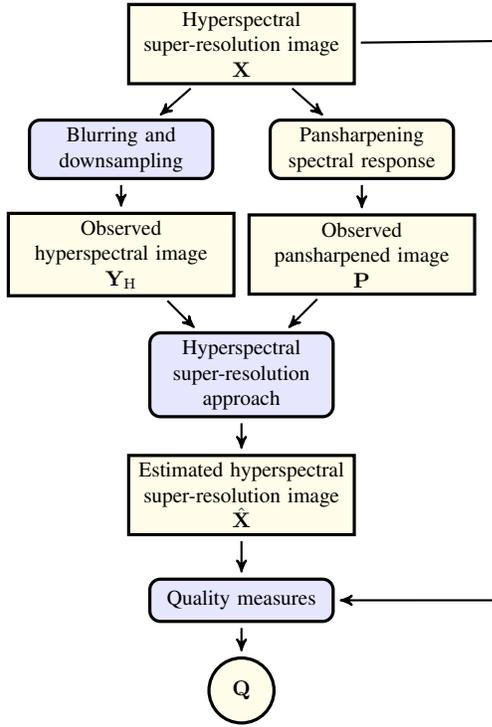 Hyperspectral
super-resolution image
X
Blurring and
downsampling
Pansharpening
spectral response
Observed
hyperspectral image
Y_H
Observed
pansharpened image
P
Hyperspectral
super-resolution
approach
Estimated hyperspectral
super-resolution image
X̂
Quality measures
Q